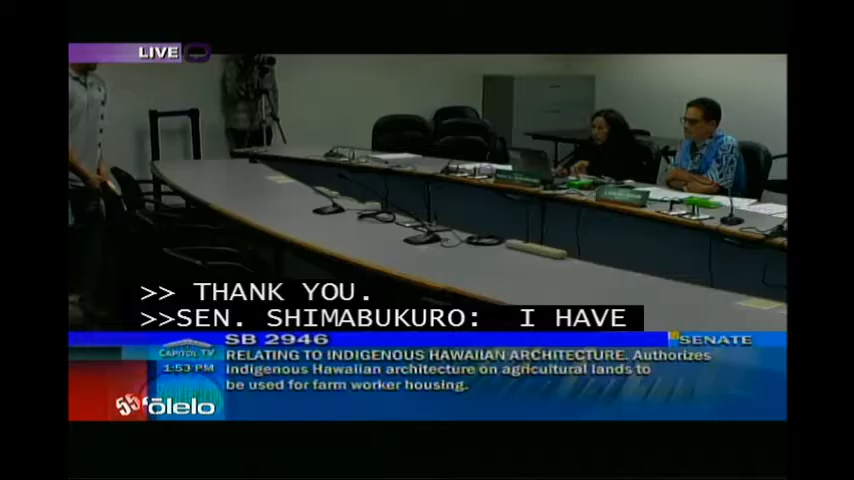 LIVE
>> THANK YOU.
>>SEN. SHIMABUKURO: I HAVE
SB 2946
SENATE
CAPITOL TV
1:53 PM
RELATING TO INDIGENOUS HAWAIIAN ARCHITECTURE. Authorizes
indigenous Hawaiian architecture on agricultural lands to
be used for farm worker housing.
55 'ōlelo